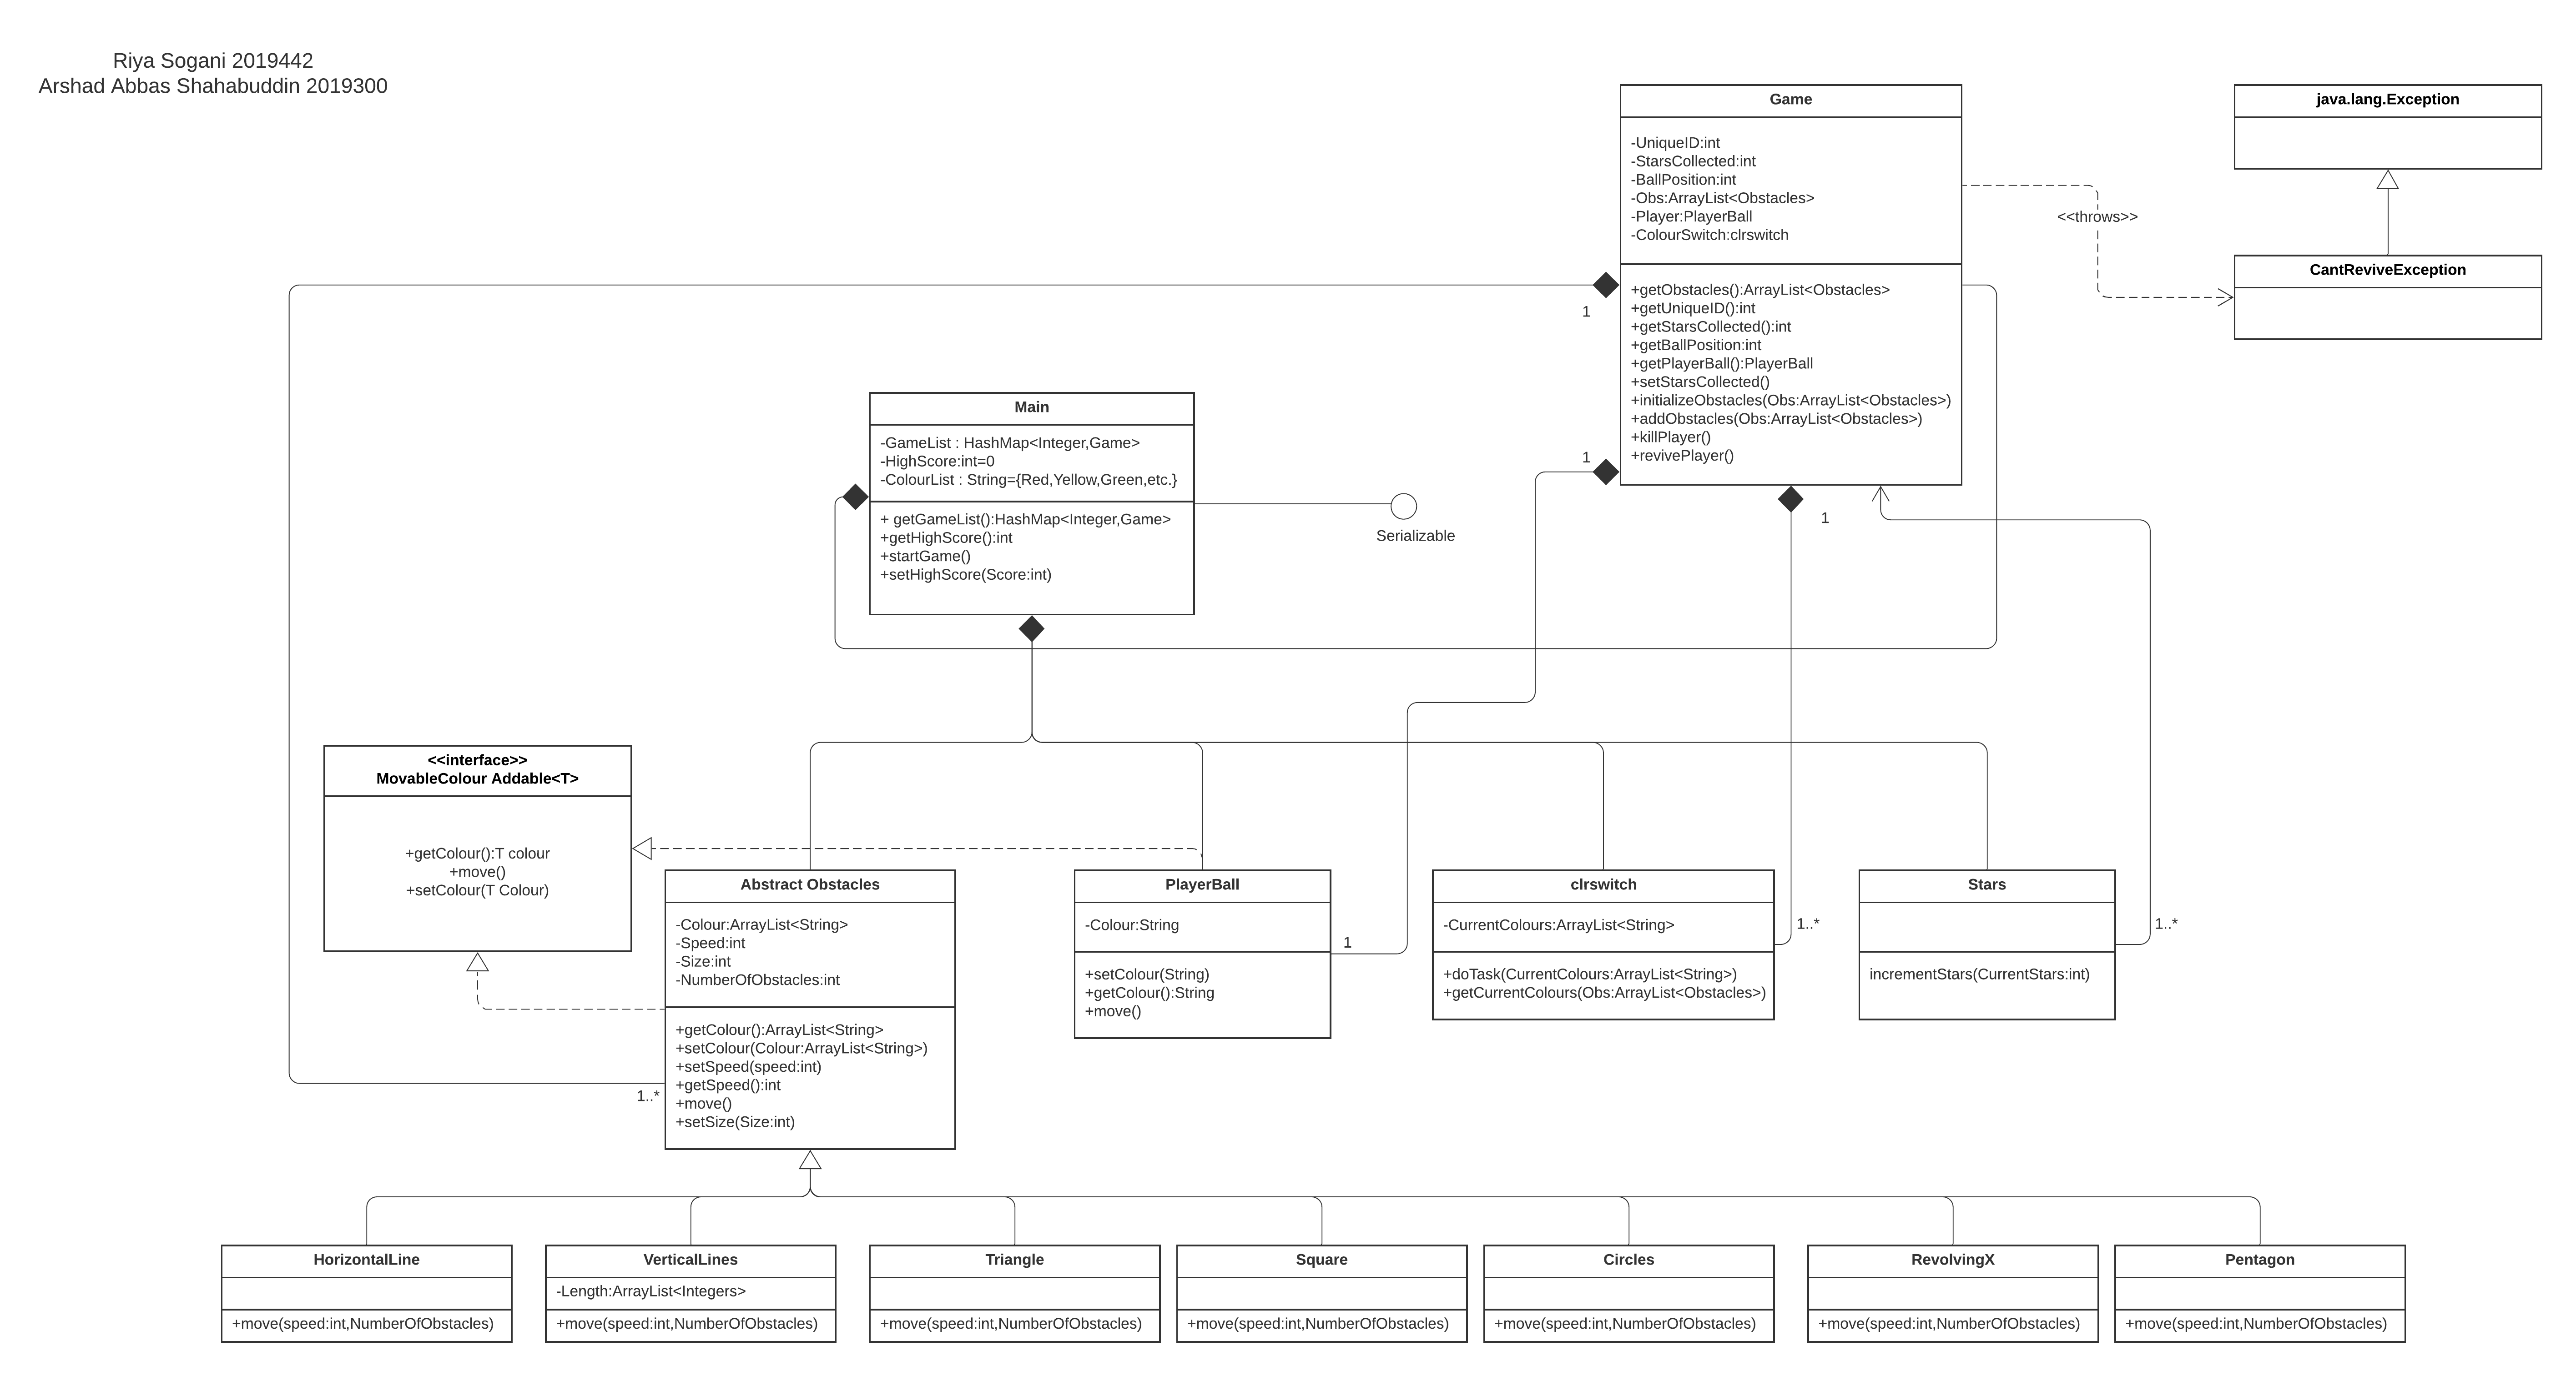 Riya Sogani 2019442
Arshad Abbas Shahabuddin 2019300
Game
-UniqueID:int
-StarsCollected:int
-BallPosition:int
-Obs:ArrayList<Obstacles>
-Player:PlayerBall
-ColourSwitch:clrswitch
+getObstacles():ArrayList<Obstacles>
+getUniqueID():int
+getStarsCollected():int
+getBallPosition:int
+getPlayerBall():PlayerBall
+setStarsCollected()
+initializeObstacles(Obs:ArrayList<Obstacles>)
+addObstacles(Obs:ArrayList<Obstacles>)
+killPlayer()
+revivePlayer()
java.lang.Exception
<<throws>>
CantReviveException
1
1
1
Main
-GameList : HashMap<Integer,Game>
-HighScore:int=0
-ColourList : String={Red,Yellow,Green,etc.}
+ getGameList():HashMap<Integer,Game>
+getHighScore():int
+startGame()
+setHighScore(Score:int)
Serializable
<<interface>>
MovableColour Addable<T>
+getColour():T colour
+move()
+setColour(T Colour)
Abstract Obstacles
-Colour:ArrayList<String>
-Speed:int
-Size:int
-NumberOfObstacles:int
+getColour():ArrayList<String>
+setColour(Colour:ArrayList<String>)
+setSpeed(speed:int)
+getSpeed():int
+move()
+setSize(Size:int)
1..*
PlayerBall
-Colour:String
+setColour(String)
+getColour():String
+move()
1
clrswitch
-CurrentColours:ArrayList<String>
+doTask(CurrentColours:ArrayList<String>)
+getCurrentColours(Obs:ArrayList<Obstacles>)
1..*
Stars
incrementStars(CurrentStars:int)
1..*
HorizontalLine
+move(speed:int,NumberOfObstacles)
VerticalLines
-Length:ArrayList<Integers>
+move(speed:int,NumberOfObstacles)
Triangle
+move(speed:int,NumberOfObstacles)
Square
+move(speed:int,NumberOfObstacles)
Circles
+move(speed:int,NumberOfObstacles)
RevolvingX
+move(speed:int,NumberOfObstacles)
Pentagon
+move(speed:int,NumberOfObstacles)